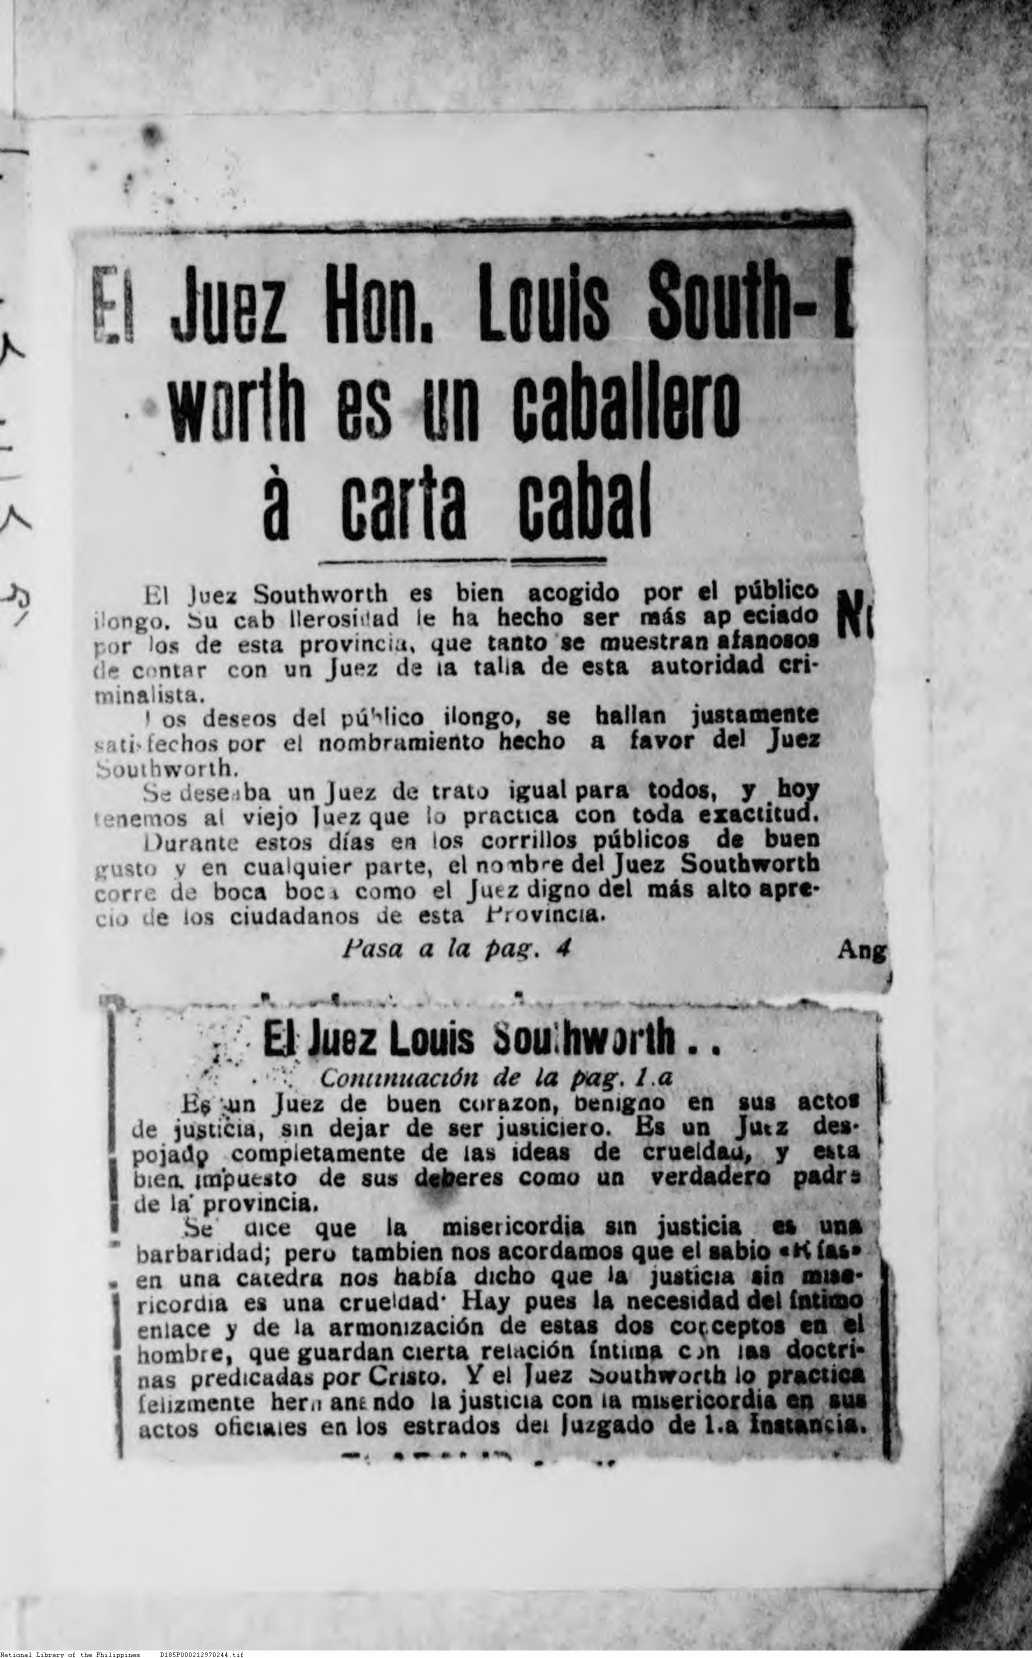 El Juez Hon. Louis South-
worth es un caballero
à carta cabal
El Juez Southworth es bien acogido por el público
ilongo. Su cab llerosidad le ha hecho ser más ap eciado
por los de esta provincia, que tanto se muestran afanosos
de contar con un Juez de la talla de esta autoridad cri-
minalista.
Los deseos del público ilongo, se hallan justamente
satisfechos por el nombramiento hecho a favor del Juez
Southworth.
Se deseaba un Juez de trato igual para todos, y hoy
tenemos al viejo Juez que lo practica con toda exactitud.
Durante estos días en los corrillos públicos de buen
gusto y en cualquier parte, el nombre del Juez Southworth
corre de boca boca como el Juez digno del más alto apre-
cio de los ciudadanos de esta Provincia.
Pasa a la pag. 4
Ang
El Juez Louis Southworth . .
Continuación de la pag. 1.a
Es un Juez de buen corazon, benigno en sus actos
de justicia, sin dejar de ser justiciero. Es un Juez des-
pojado completamente de las ideas de crueldad, y esta
bien impuesto de sus deberes como un verdadero padre
de la provincia.
Se dice que la misericordia sin justicia es una
barbaridad; pero tambien nos acordamos que el sabio
en una catedra nos había dicho que la justicia sin mise-
ricordia es una crueldad. Hay pues la necesidad del íntimo
enlace y de la armonización de estas dos conceptos en el
hombre, que guardan cierta relación íntima con las doctri-
nas predicadas por Cristo. Y el Juez Southworth lo practica
felizmente hermanando la justicia con la misericordia en sus
actos oficiales en los estrados del Juzgado de 1.a Instancia.
National Library of the Philippines D185P000212970244.tif